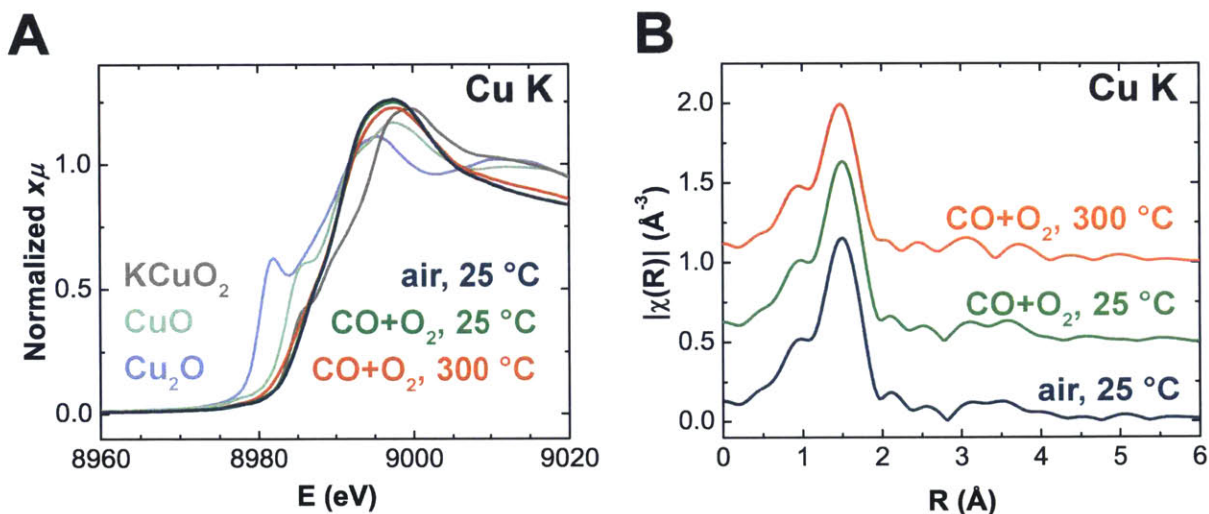 A
Cu K
Normalized xμ
1.0
0.5
0.0
KCuO₂
CuO
Cu₂O
air, 25 °C
CO+O₂, 25 °C
CO+O₂, 300 °C
8960
8980
9000
9020
E (eV)
B
Cu K
|χ(R)| (Å⁻³)
2.0
1.5
1.0
0.5
0.0
CO+O₂, 300 °C
CO+O₂, 25 °C
air, 25 °C
0
1
2
3
4
5
6
R (Å)